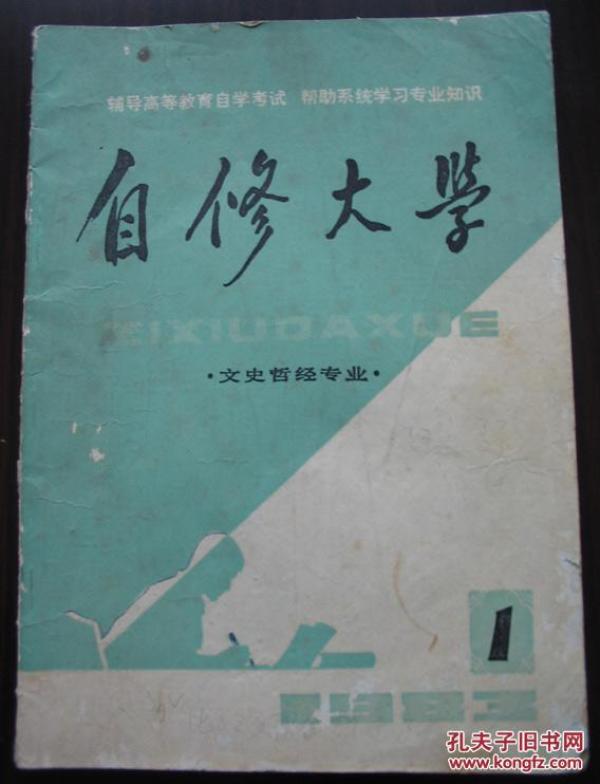 辅导高等教育自学考试 帮助系统学习专业知识
自修大学
ZIXIUDAXUE
·文史哲经专业·
1
1983
孔夫子旧书网
www.kongfz.com